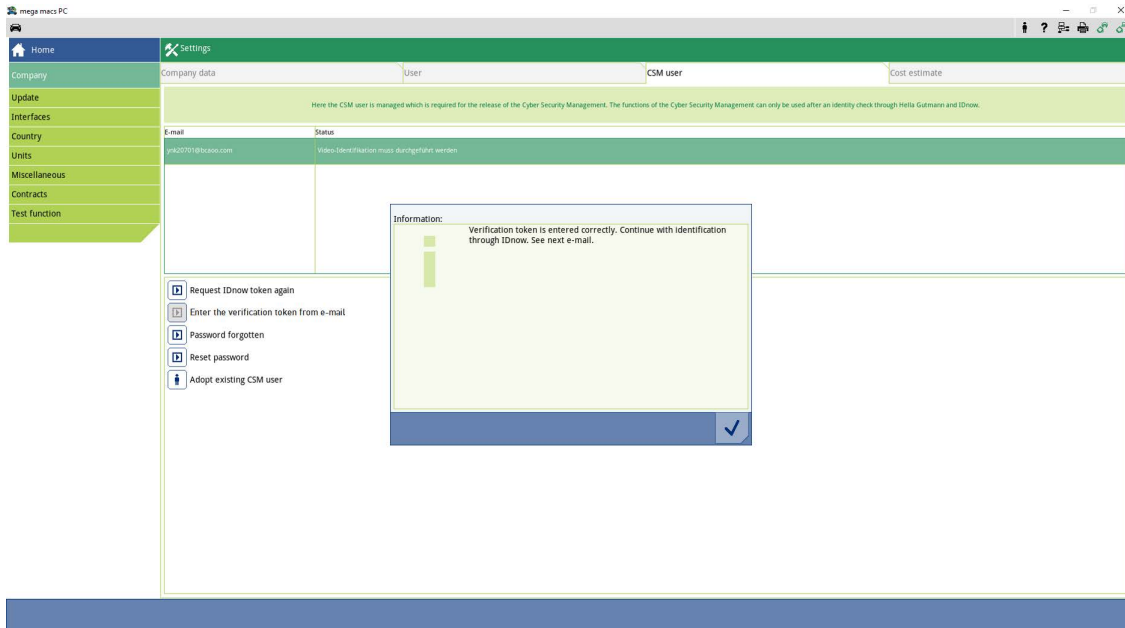 mega macs PC
Home
Settings
Company
Company data
User
CSM user
Cost estimate
Update
Interfaces
Country
Units
Miscellaneous
Contracts
Test function
Here the CSM user is managed which is required for the release of the Cyber Security Management. The functions of the Cyber Security Management can only be used after an identity check through Hella Gutmann and IDnow.
E-mail
Status
ynk20701@bcaoo.com
Video-Identifikation muss durchgeführt werden
Information:
Verification token is entered correctly. Continue with identification
through IDnow. See next e-mail.
Request IDnow token again
Enter the verification token from e-mail
Password forgotten
Reset password
Adopt existing CSM user